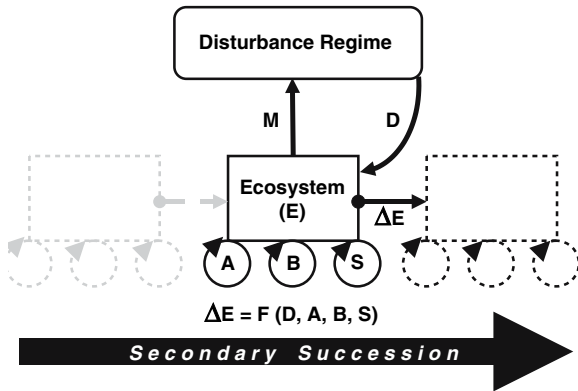 Disturbance Regime
M
D
Ecosystem
(E)
ΔE
A
B
S
ΔE = F (D, A, B, S)
Secondary Succession